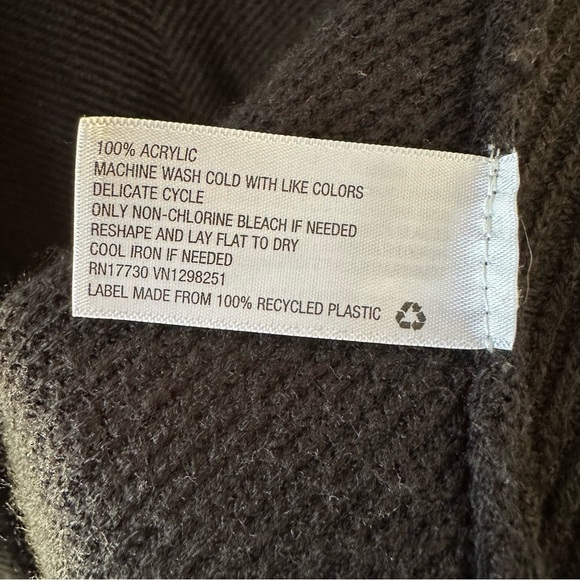 100% ACRYLIC
MACHINE WASH COLD WITH LIKE COLORS
DELICATE CYCLE
ONLY NON-CHLORINE BLEACH IF NEEDED
RESHAPE AND LAY FLAT TO DRY
COOL IRON IF NEEDED
RN17730 VN1298251
LABEL MADE FROM 100% RECYCLED PLASTIC